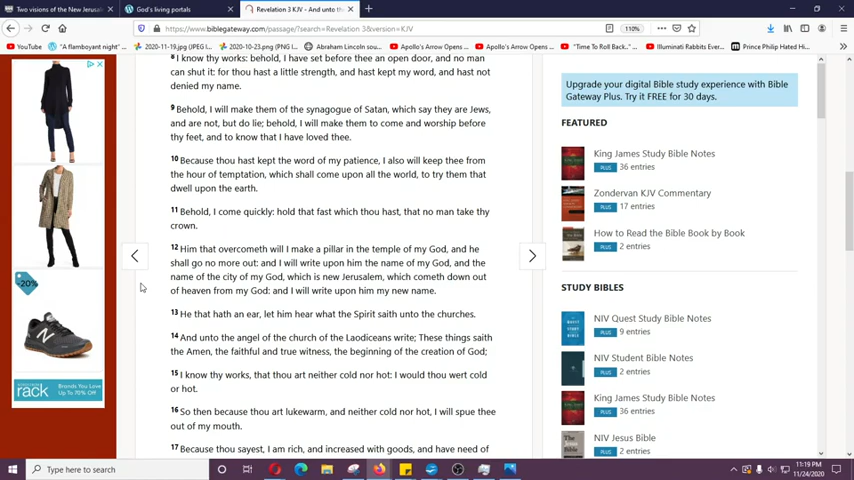 Two visions of the New Jerusal
God's living portals
Revelation 3 KJV - And unto th
https://www.biblegateway.com/passage/?search=Revelation 3&version=KJV
110%
YouTube
"A flamboyant night"
2020-11-19.jpg (JPEG I
2020-10-23.png (PNG I
Abraham Lincoln sou
Apollo's Arrow Opens
Apollo's Arrow Opens
"Time To Roll Back..."
Illuminati Rabbits Ever
Prince Philip Hated Hi
8 I know thy works: behold, I have set before thee an open door, and no man
can shut it: for thou hast a little strength, and hast kept my word, and hast not
denied my name.
9 Behold, I will make them of the synagogue of Satan, which say they are Jews,
and are not, but do lie; behold, I will make them to come and worship before
thy feet, and to know that I have loved thee.
10 Because thou hast kept the word of my patience, I also will keep thee from
the hour of temptation, which shall come upon all the world, to try them that
dwell upon the earth.
11 Behold, I come quickly: hold that fast which thou hast, that no man take thy
crown.
12 Him that overcometh will I make a pillar in the temple of my God, and he
shall go no more out: and I will write upon him the name of my God, and the
name of the city of my God, which is new Jerusalem, which cometh down out
of heaven from my God: and I will write upon him my new name.
13 He that hath an ear, let him hear what the Spirit saith unto the churches.
14 And unto the angel of the church of the Laodiceans write; These things saith
the Amen, the faithful and true witness, the beginning of the creation of God;
15 I know thy works, that thou art neither cold nor hot: I would thou wert cold
or hot.
16 So then because thou art lukewarm, and neither cold nor hot, I will spue thee
out of my mouth.
17 Because thou sayest, I am rich, and increased with goods, and have need of
-20%
rack
Brands You Love
Up To 70% Off
Upgrade your digital Bible study experience with Bible
Gateway Plus. Try it FREE for 30 days.
FEATURED
King James Study Bible Notes
PLUS 36 entries
Zondervan KJV Commentary
PLUS 17 entries
How to Read the Bible Book by Book
PLUS 2 entries
STUDY BIBLES
NIV Quest Study Bible Notes
PLUS 9 entries
NIV Student Bible Notes
PLUS 2 entries
King James Study Bible Notes
PLUS 36 entries
NIV Jesus Bible
PLUS 2 entries
Type here to search
11:19 PM
11/24/2020